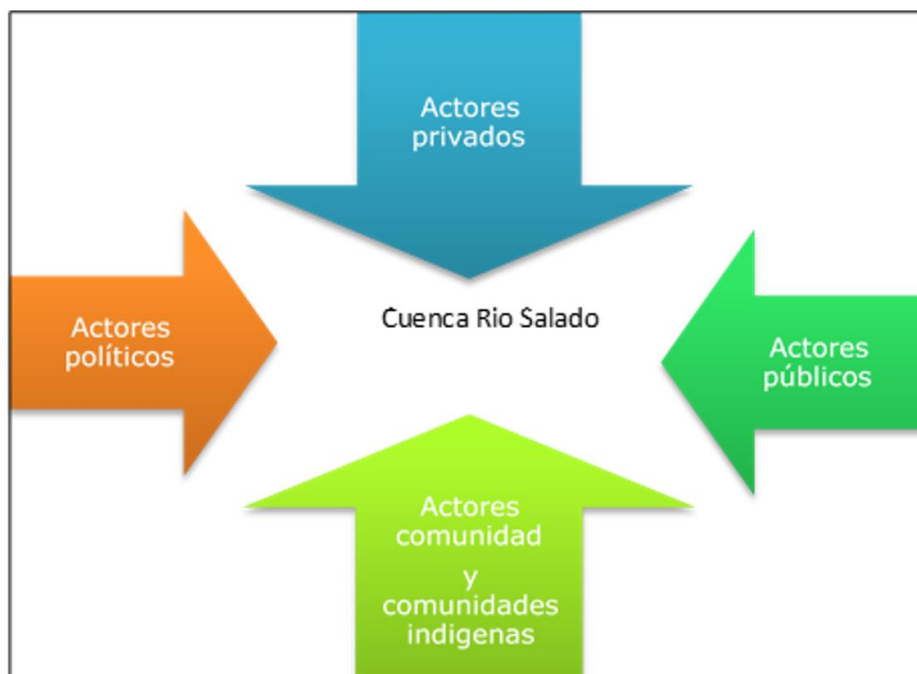 Actores
privados
Cuenca Rio Salado
Actores
políticos
Actores
públicos
Actores
comunidad
y
comunidades
indigenas